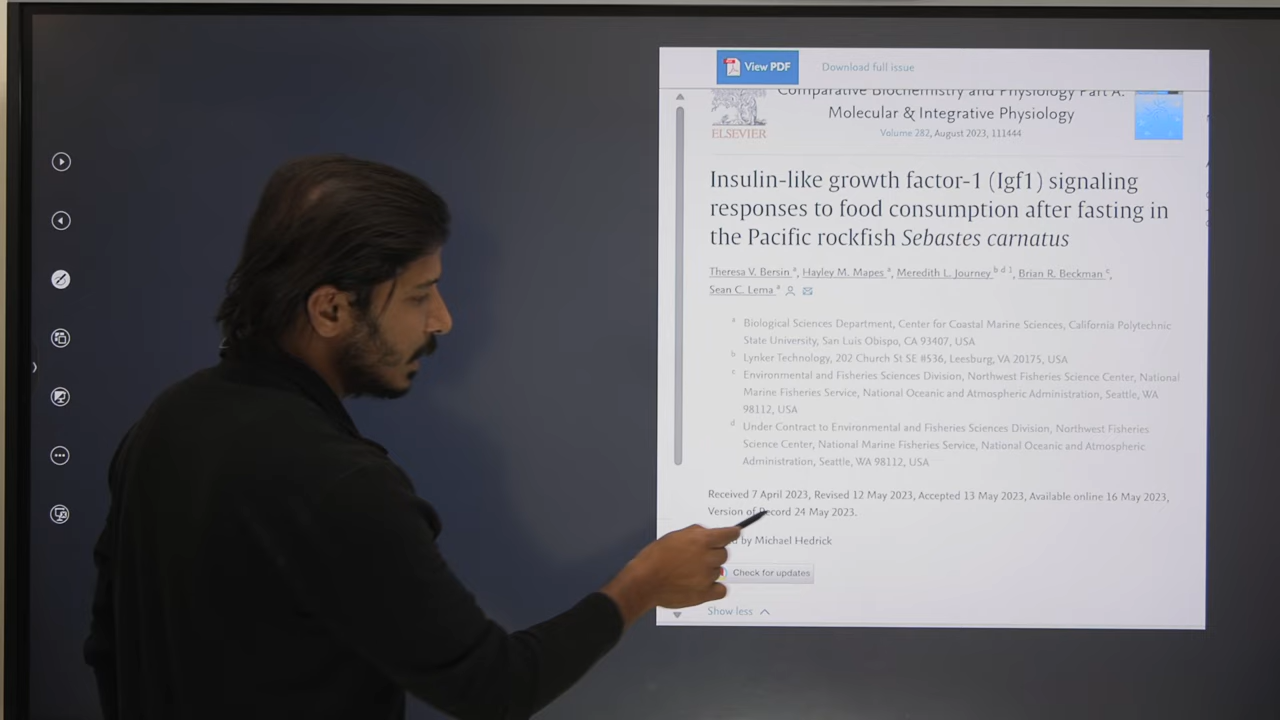 View PDF
Download full issue
Comparative Biochemistry and Physiology Part A:
Molecular & Integrative Physiology
ELSEVIER
Volume 282, August 2023, 111444
Insulin-like growth factor-1 (Igf1) signaling
responses to food consumption after fasting in
the Pacific rockfish Sebastes carnatus
Theresa V. Bersin a, Hayley M. Mapes a, Meredith L. Journey b d 1, Brian R. Beckman c,
Sean C. Lema a
a Biological Sciences Department, Center for Coastal Marine Sciences, California Polytechnic
State University, San Luis Obispo, CA 93407, USA
b Lynker Technology, 202 Church St SE #536, Leesburg, VA 20175, USA
c Environmental and Fisheries Sciences Division, Northwest Fisheries Science Center, National
Marine Fisheries Service, National Oceanic and Atmospheric Administration, Seattle, WA
98112, USA
d Under Contract to Environmental and Fisheries Sciences Division, Northwest Fisheries
Science Center, National Marine Fisheries Service, National Oceanic and Atmospheric
Administration, Seattle, WA 98112, USA
Received 7 April 2023, Revised 12 May 2023, Accepted 13 May 2023, Available online 16 May 2023,
Version of Record 24 May 2023.
by Michael Hedrick
Check for updates
Show less